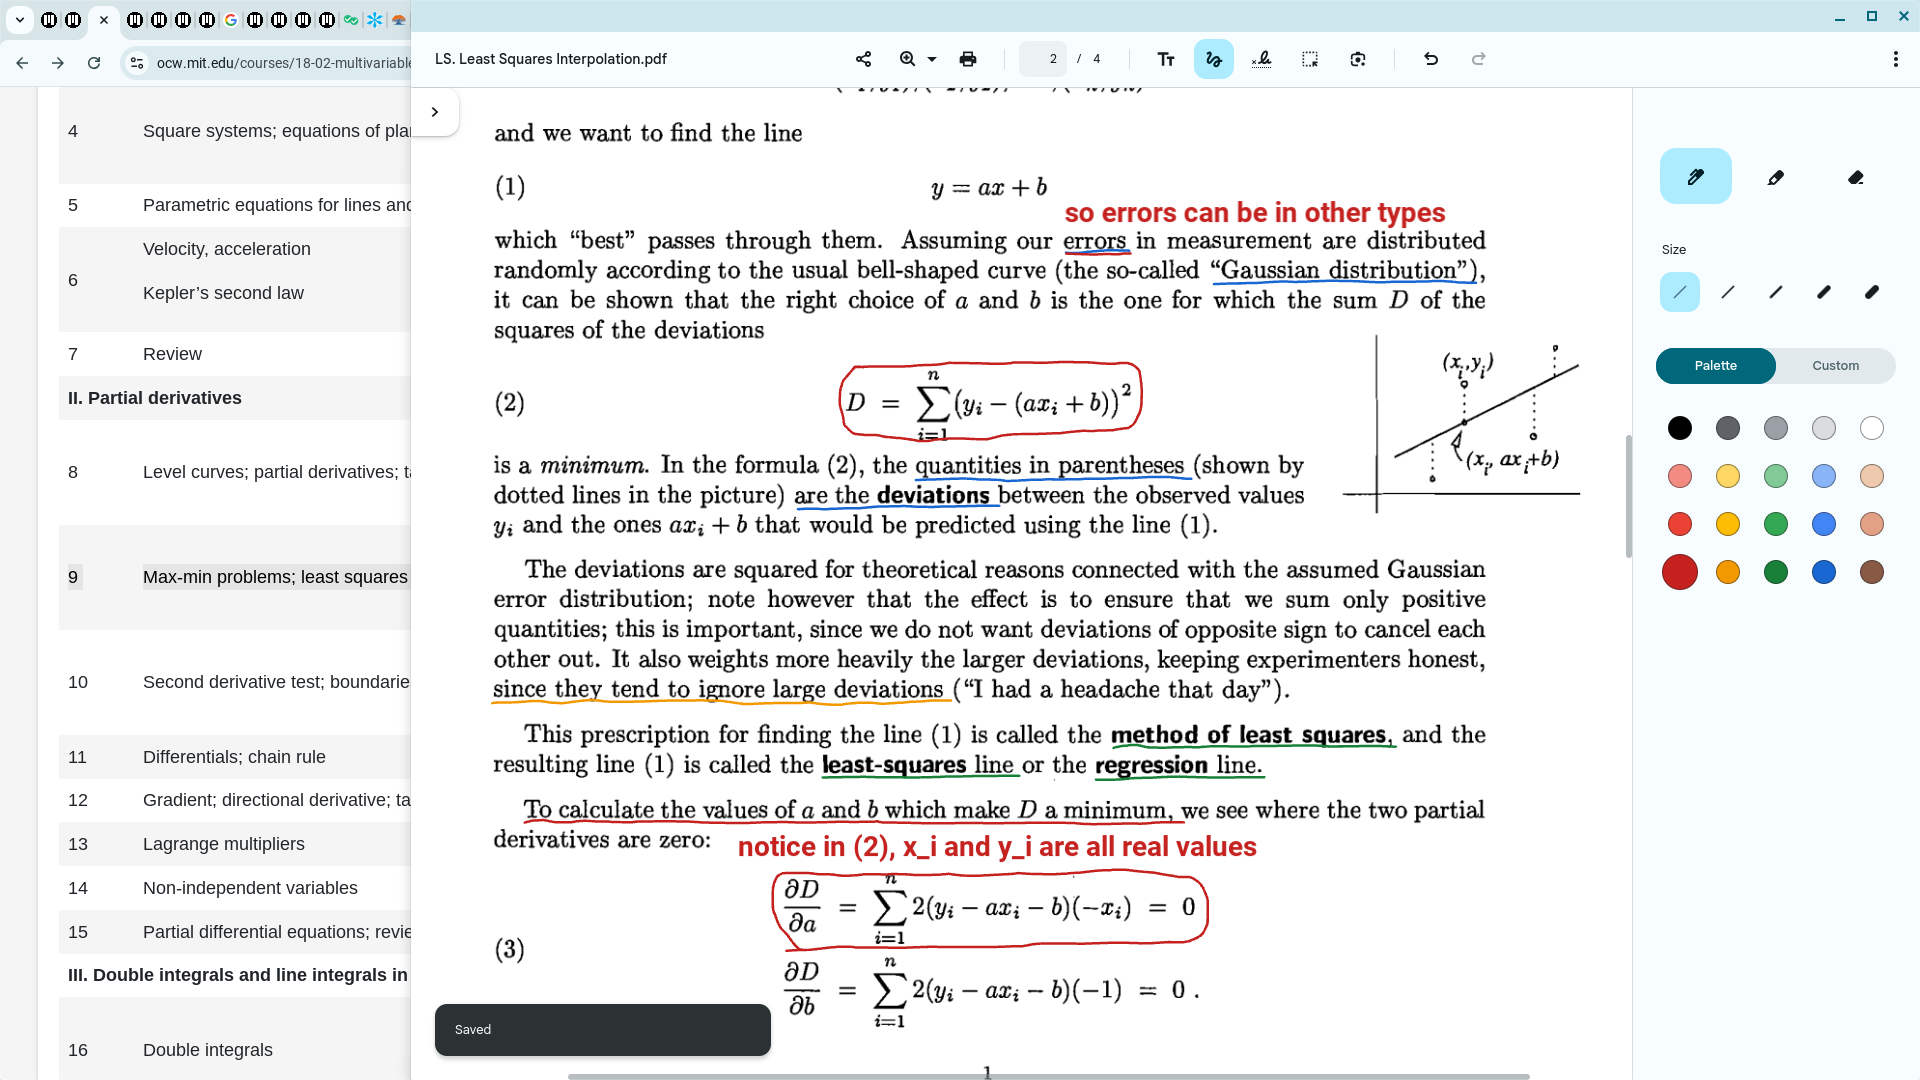 ocw.mit.edu/courses/18-02-multivariable
LS. Least Squares Interpolation.pdf
2 / 4
4 Square systems; equations of pla
5 Parametric equations for lines and
Velocity, acceleration
6
Kepler’s second law
7 Review
II. Partial derivatives
8 Level curves; partial derivatives; ta
9 Max-min problems; least squares
10 Second derivative test; boundarie
11 Differentials; chain rule
12 Gradient; directional derivative; ta
13 Lagrange multipliers
14 Non-independent variables
15 Partial differential equations; revie
III. Double integrals and line integrals in
16 Double integrals
and we want to find the line
(1) y = ax + b
so errors can be in other types
which “best” passes through them. Assuming our errors in measurement are distributed
randomly according to the usual bell-shaped curve (the so-called “Gaussian distribution”),
it can be shown that the right choice of a and b is the one for which the sum D of the
squares of the deviations
(2) D = ∑_{i=1}^{n} (y_i − (ax_i + b))²
(x_i, y_i)
(x_i, ax_i+b)
is a minimum. In the formula (2), the quantities in parentheses (shown by
dotted lines in the picture) are the deviations between the observed values
y_i and the ones ax_i + b that would be predicted using the line (1).
The deviations are squared for theoretical reasons connected with the assumed Gaussian
error distribution; note however that the effect is to ensure that we sum only positive
quantities; this is important, since we do not want deviations of opposite sign to cancel each
other out. It also weights more heavily the larger deviations, keeping experimenters honest,
since they tend to ignore large deviations (“I had a headache that day”).
This prescription for finding the line (1) is called the method of least squares, and the
resulting line (1) is called the least-squares line or the regression line.
To calculate the values of a and b which make D a minimum, we see where the two partial
derivatives are zero:
notice in (2), x_i and y_i are all real values
∂D/∂a = ∑_{i=1}^{n} 2(y_i − ax_i − b)(−x_i) = 0
(3)
∂D/∂b = ∑_{i=1}^{n} 2(y_i − ax_i − b)(−1) = 0 .
1
Saved
Size
Palette
Custom